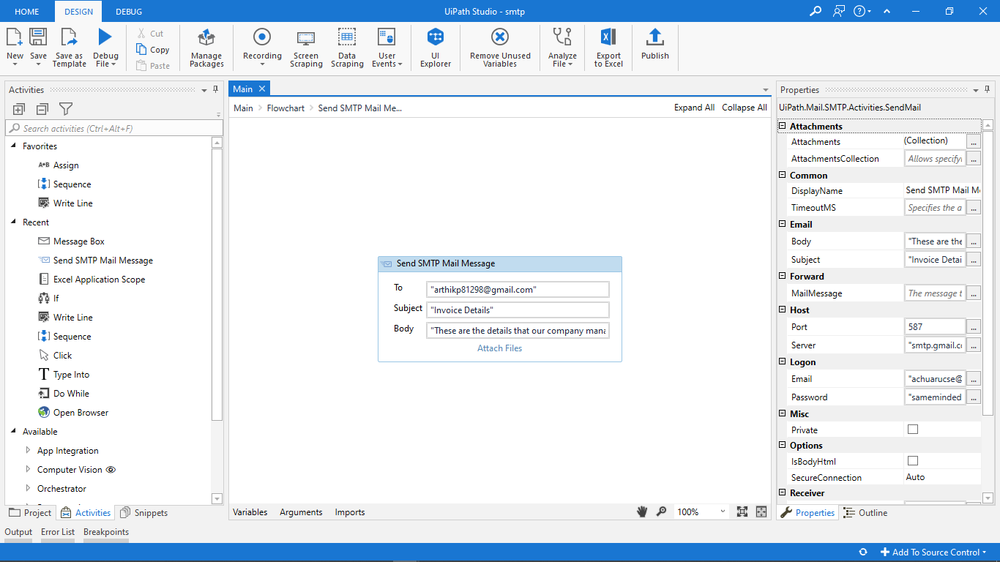 HOME DESIGN DEBUG UiPath Studio - smtp
New Save Save as Template Debug File Cut Copy Paste Manage Packages Recording Screen Scraping Data Scraping User Events UI Explorer Remove Unused Variables Analyze File Export to Excel Publish
Activities
Search activities (Ctrl+Alt+F)
Favorites
A+B Assign
Sequence
Write Line
Recent
Message Box
Send SMTP Mail Message
Excel Application Scope
If
Write Line
Sequence
Click
Type Into
Do While
Open Browser
Available
App Integration
Computer Vision
Orchestrator
Project Activities Snippets
Main
Main > Flowchart > Send SMTP Mail Me... Expand All Collapse All
Send SMTP Mail Message
To "arthikp81298@gmail.com"
Subject "Invoice Details"
Body "These are the details that our company mana
Attach Files
Variables Arguments Imports 100%
Properties
UiPath.Mail.SMTP.Activities.SendMail
Attachments
Attachments (Collection) ...
AttachmentsCollection Allows specify ...
Common
DisplayName Send SMTP Mail M
TimeoutMS Specifies the a ...
Email
Body "These are the ...
Subject "Invoice Detai ...
Forward
MailMessage The message t ...
Host
Port 587 ...
Server "smtp.gmail.c ...
Logon
Email "achuarucse@ ...
Password "sameminded ...
Misc
Private
Options
IsBodyHtml
SecureConnection Auto
Receiver
Properties Outline
Output Error List Breakpoints
Add To Source Control